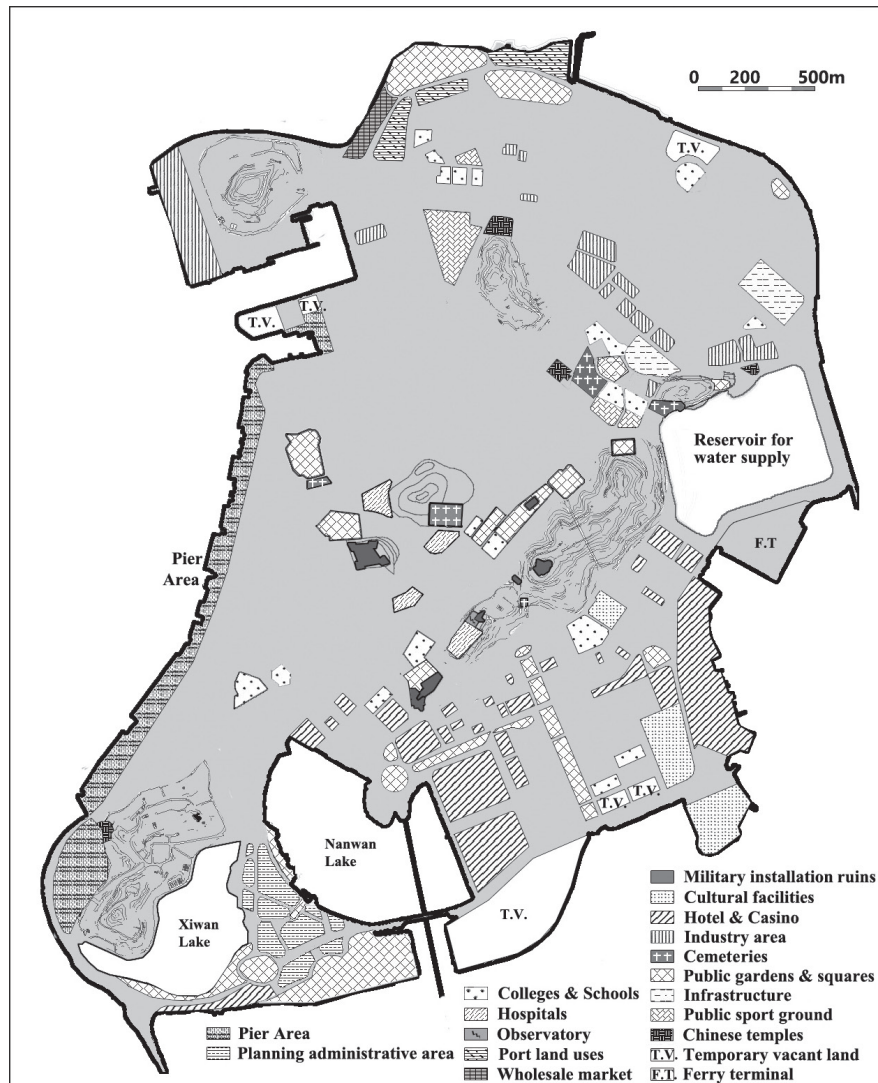 0 200 500m
T.V.
T.V.
T.V.
Reservoir for
water supply
F.T
Pier
Area
T.V.
T.V.
Nanwan
Lake
Xiwan
Lake
T.V.
Military installation ruins
Cultural facilities
Hotel & Casino
Industry area
Cemeteries
Public gardens & squares
Colleges & Schools
Infrastructure
Hospitals
Public sport ground
Pier Area
Observatory
Chinese temples
Planning administrative area
Port land uses
T.V. Temporary vacant land
Wholesale market
F.T. Ferry terminal